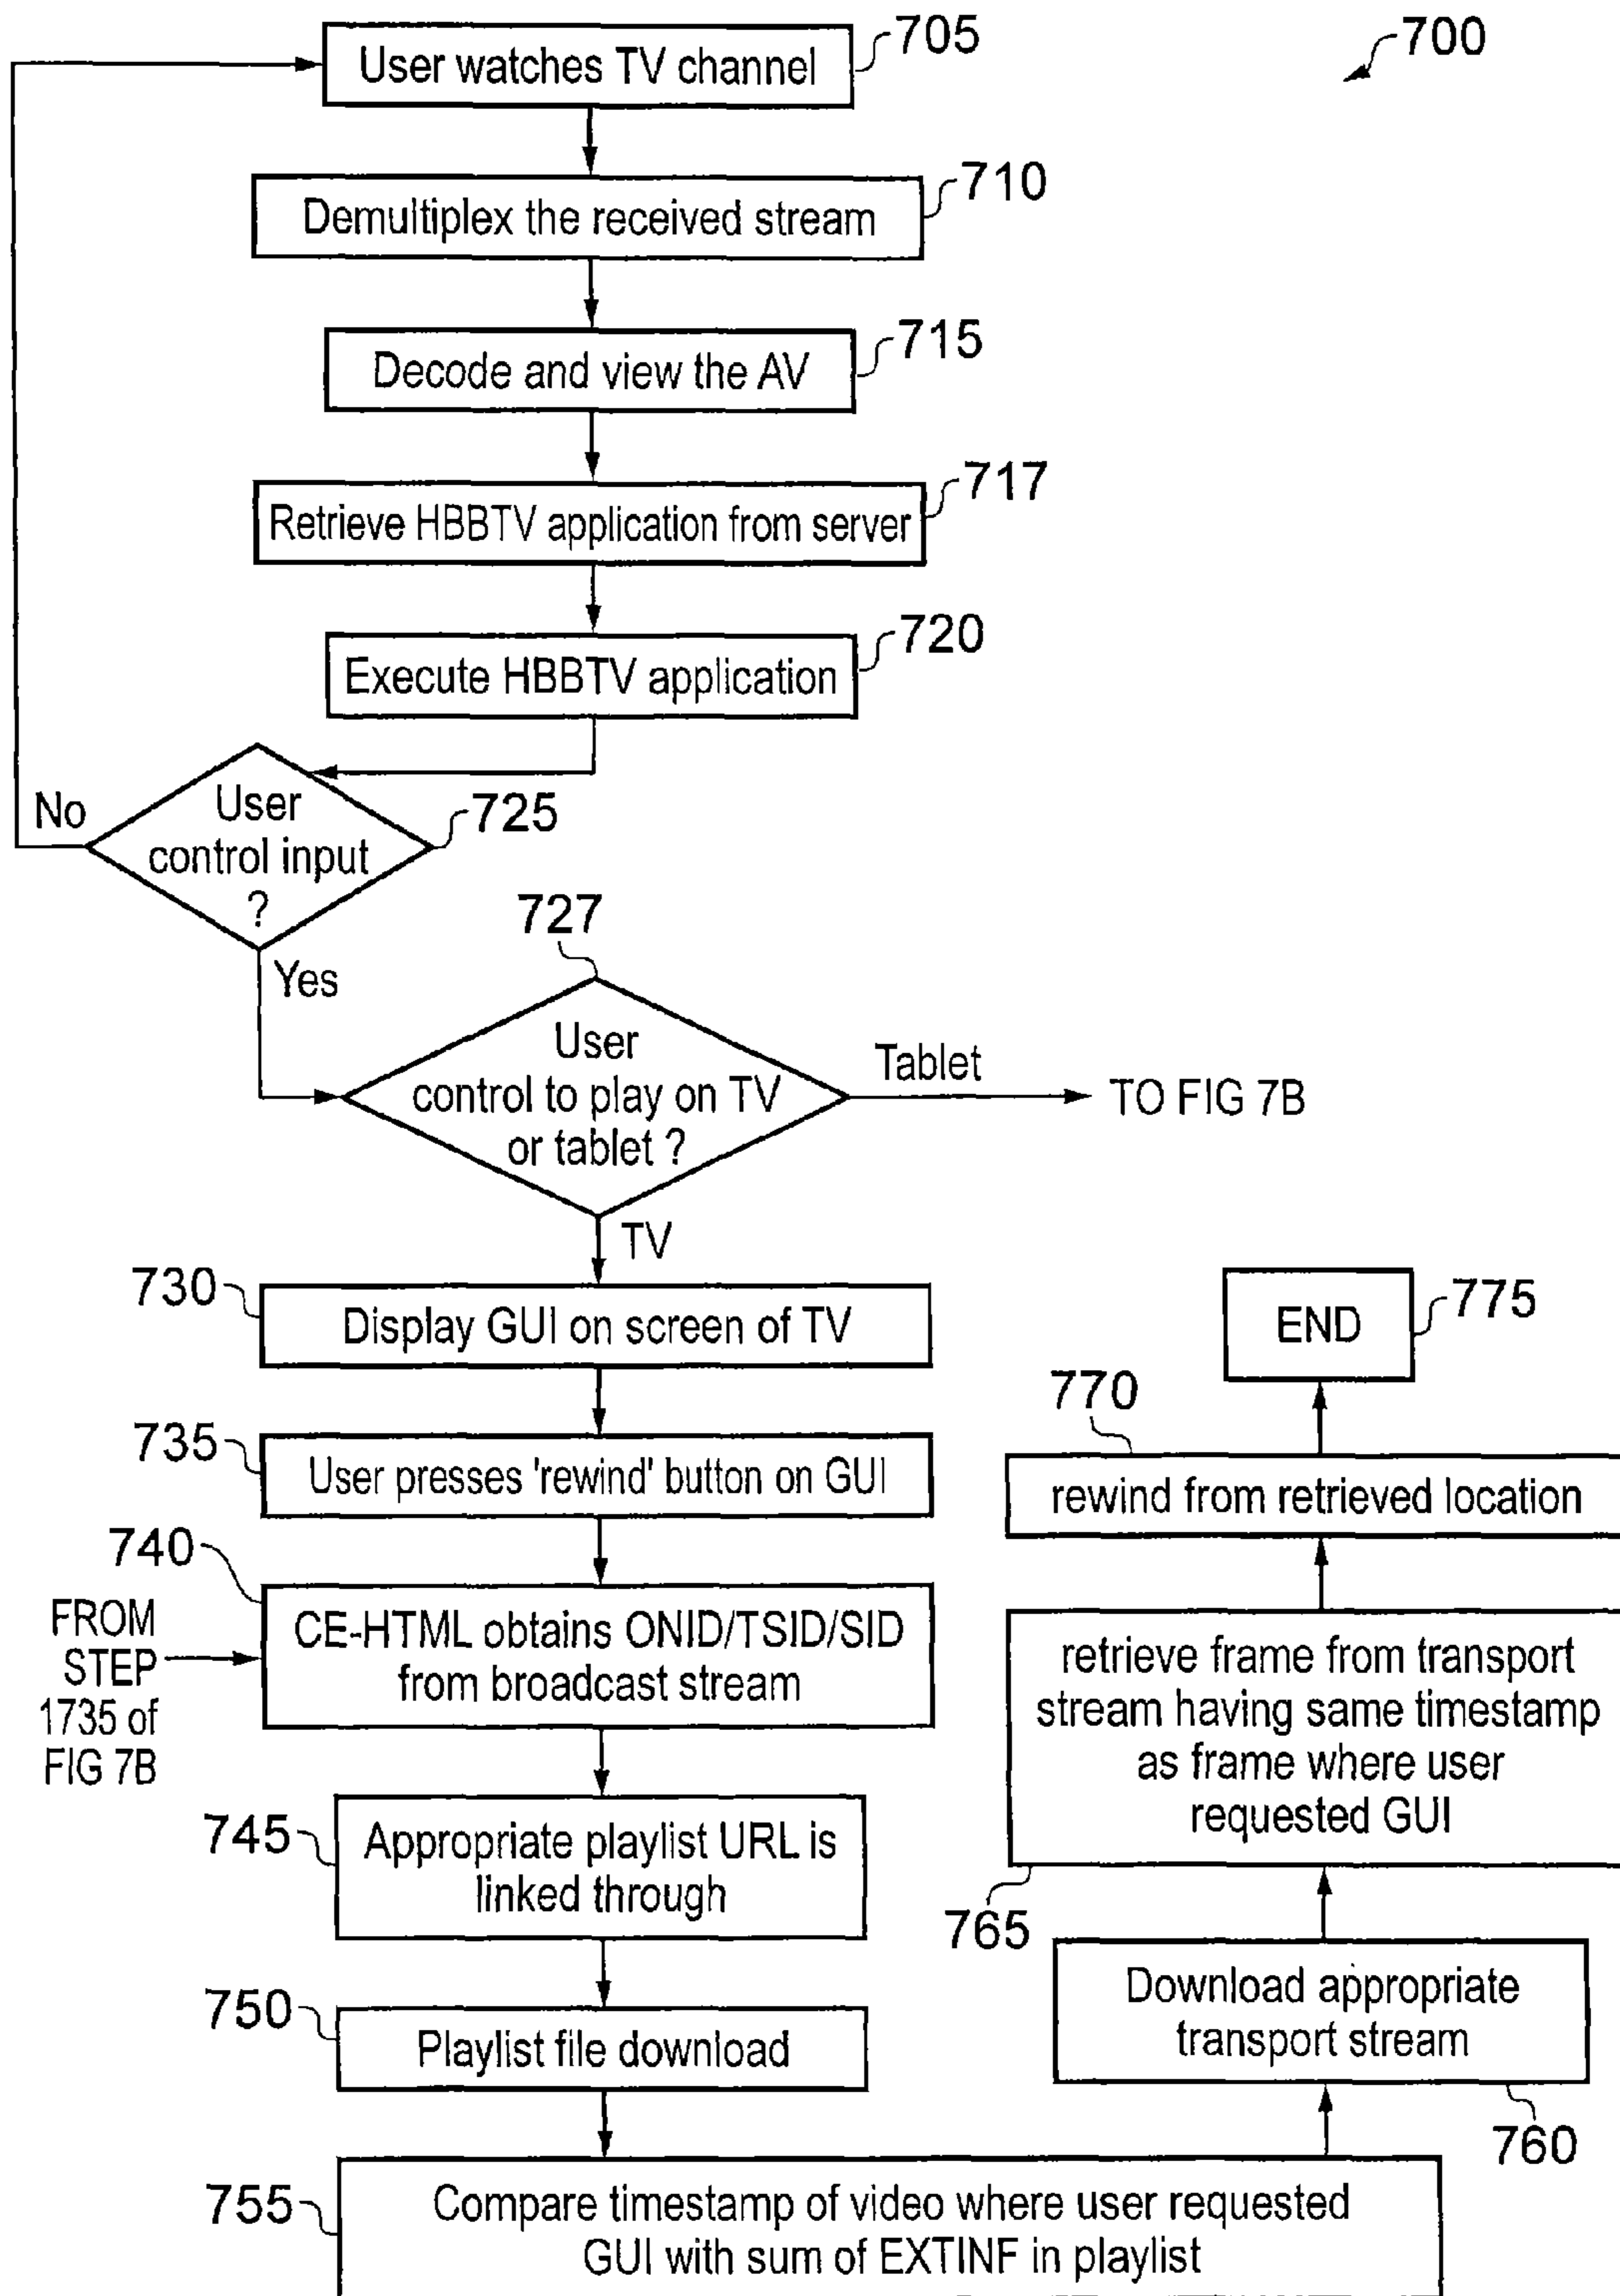 700
User watches TV channel
705
Demultiplex the received stream
710
Decode and view the AV
715
Retrieve HBBTV application from server
717
Execute HBBTV application
720
User
control input
?
725
No
Yes
727
User
control to play on TV
or tablet ?
Tablet
TO FIG 7B
TV
730
Display GUI on screen of TV
735
User presses 'rewind' button on GUI
740
FROM
STEP
1735 of
FIG 7B
CE-HTML obtains ONID/TSID/SID
from broadcast stream
745
Appropriate playlist URL is
linked through
750
Playlist file download
755
Compare timestamp of video where user requested
GUI with sum of EXTINF in playlist
760
Download appropriate
transport stream
765
retrieve frame from transport
stream having same timestamp
as frame where user
requested GUI
770
rewind from retrieved location
END
775